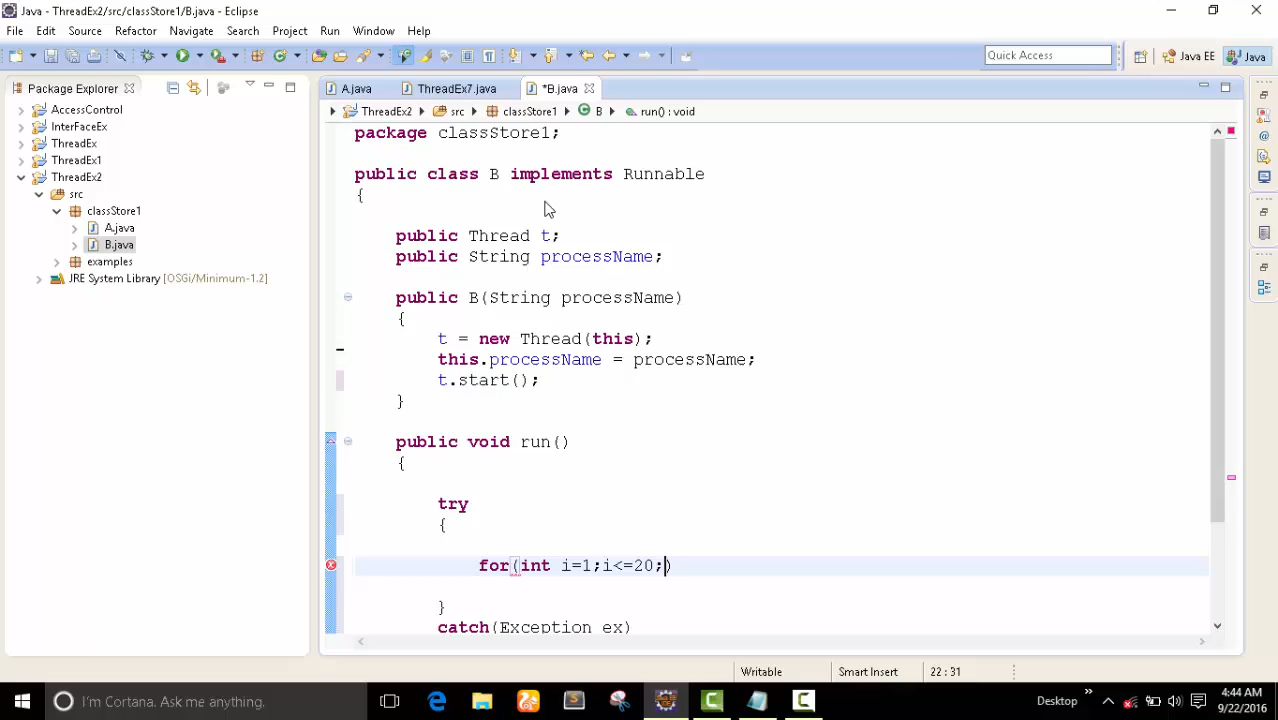 Java - ThreadEx2/src/classStore1/B.java - Eclipse
File Edit Source Refactor Navigate Search Project Run Window Help
Quick Access
Java EE
Java
Package Explorer
A.java
ThreadEx7.java
*B.java
AccessControl
InterFaceEx
ThreadEx
ThreadEx1
ThreadEx2
src
classStore1
A.java
B.java
examples
JRE System Library [OSGi/Minimum-1.2]
ThreadEx2 src classStore1 B run() : void
package classStore1;
public class B implements Runnable
{
public Thread t;
public String processName;
public B(String processName)
{
t = new Thread(this);
this.processName = processName;
t.start();
}
public void run()
{
try
{
for(int i=1;i<=20;)
}
catch(Exception ex)
Writable Smart Insert 22 : 31
I'm Cortana. Ask me anything.
Desktop
4:44 AM
9/22/2016